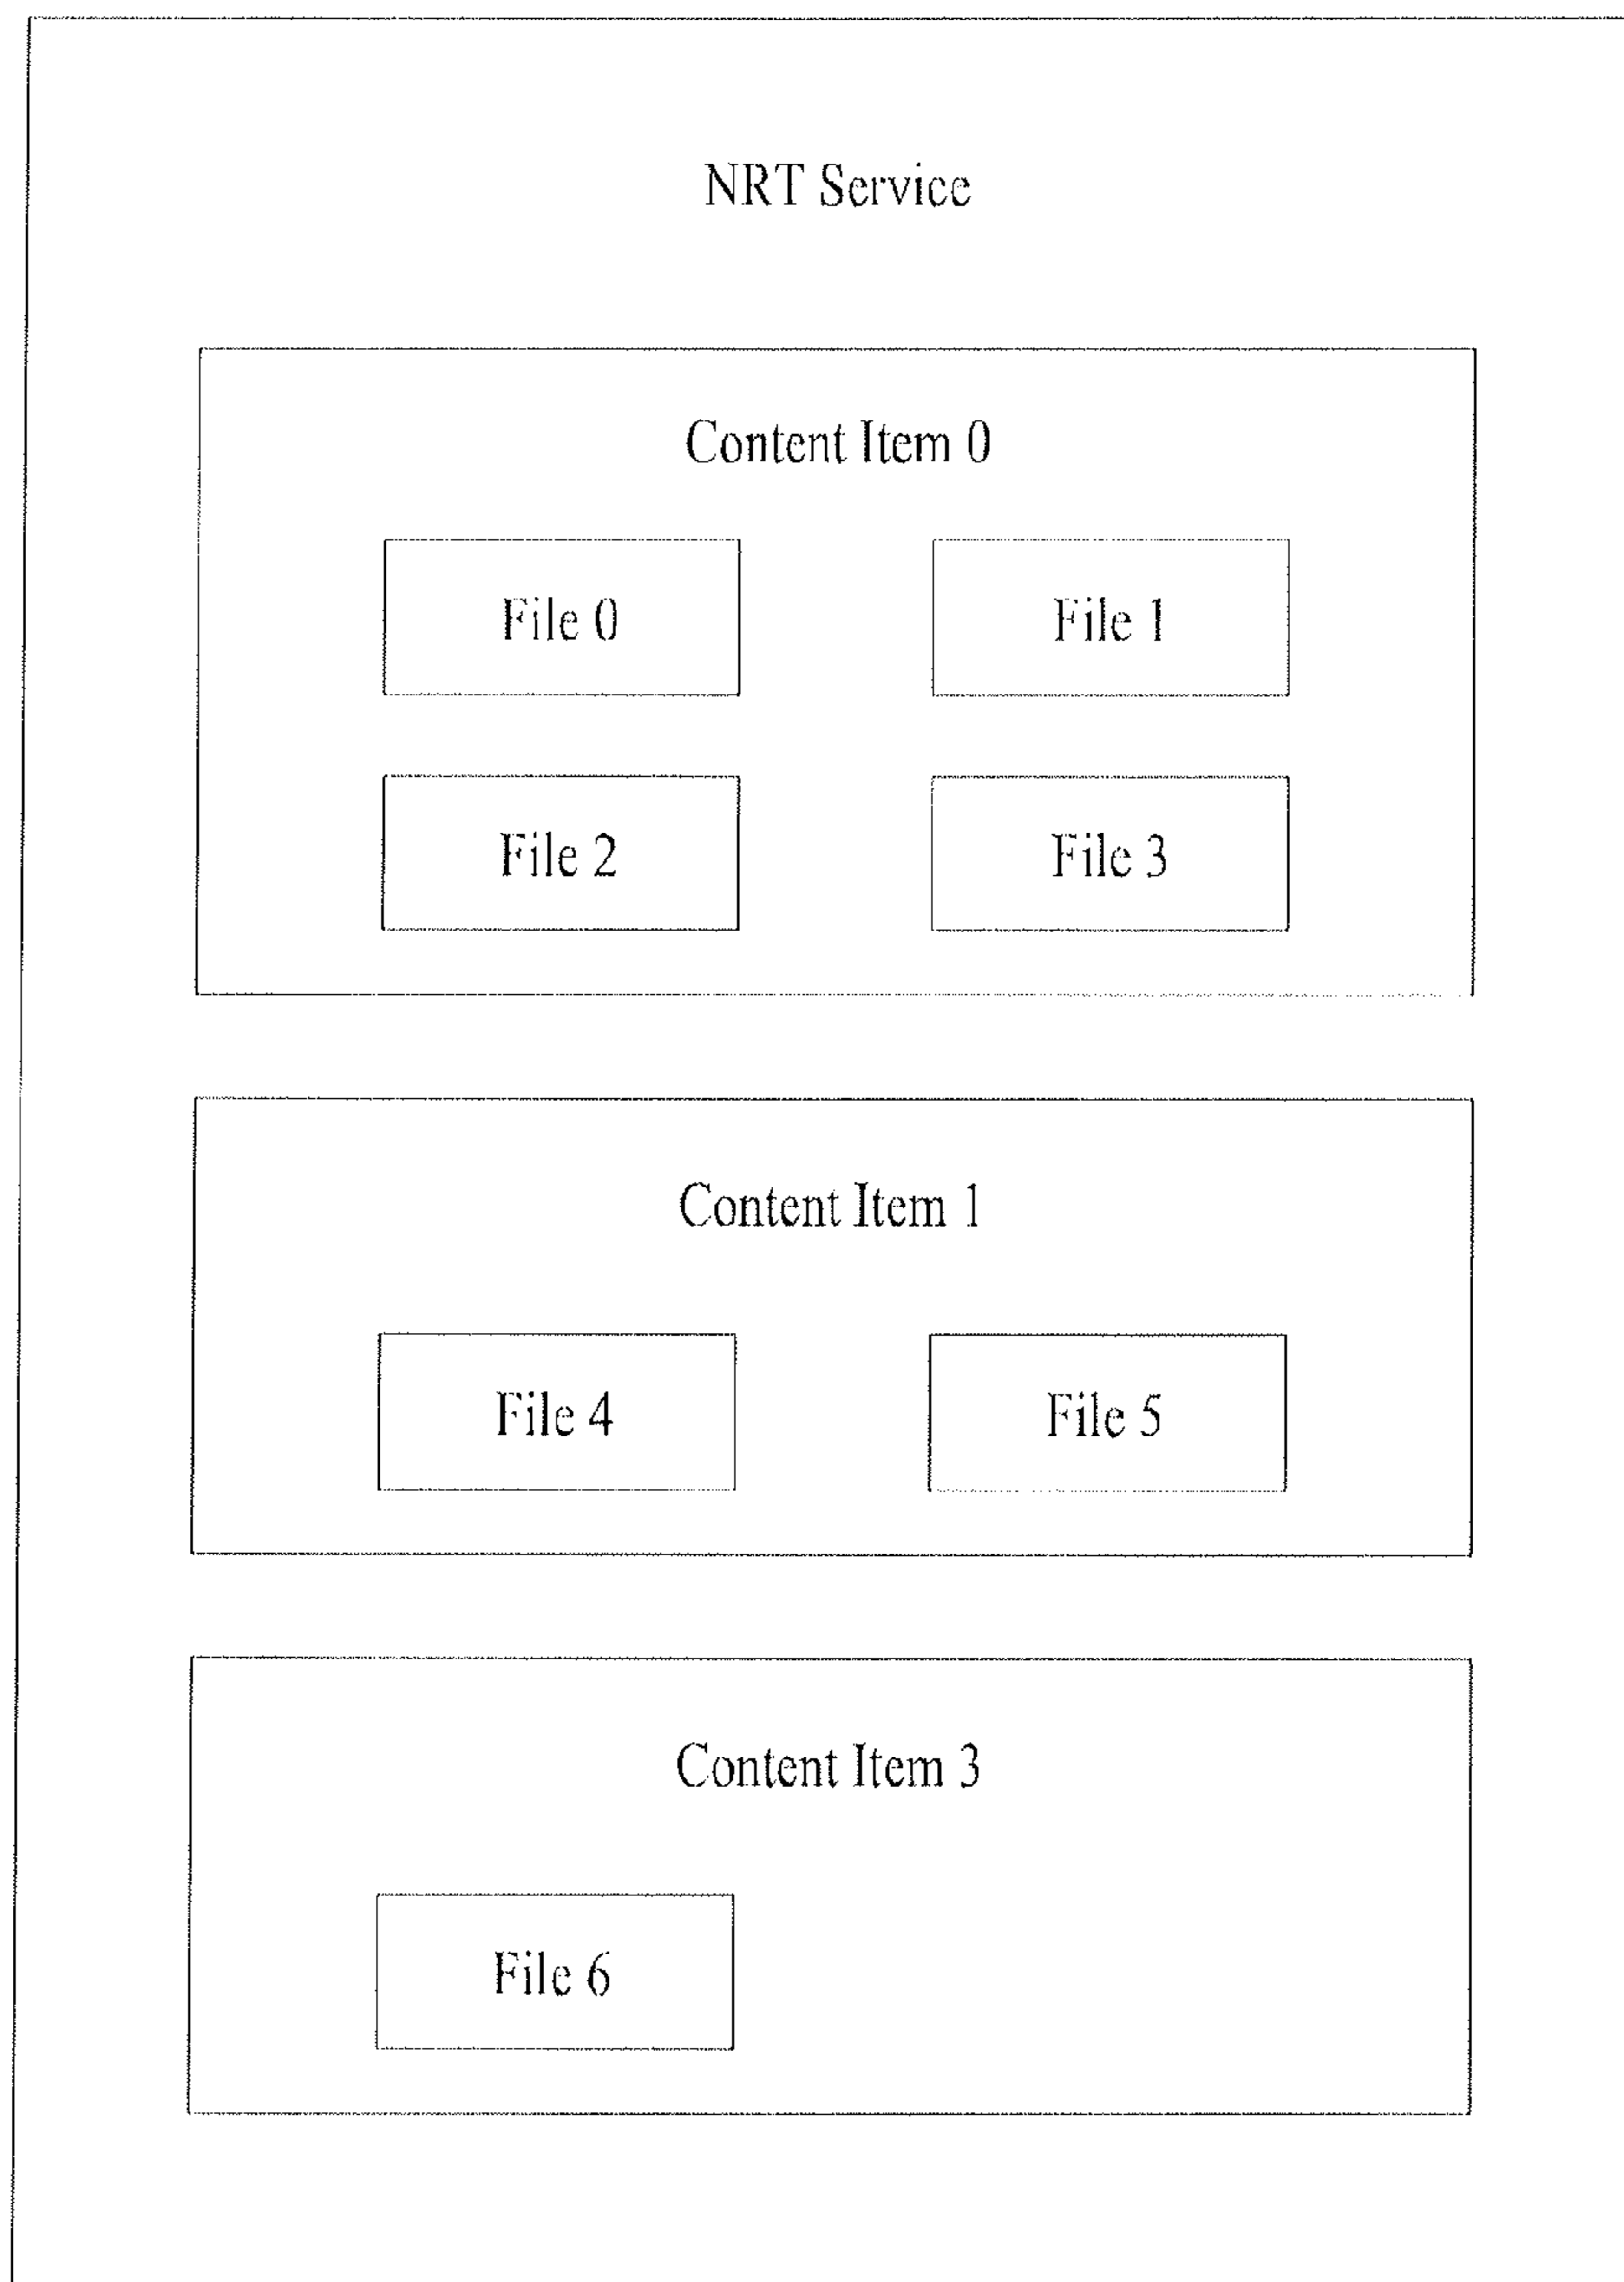 NRT Service
Content Item 0
File 0
File 1
File 2
File 3
Content Item 1
File 4
File 5
Content Item 3
File 6